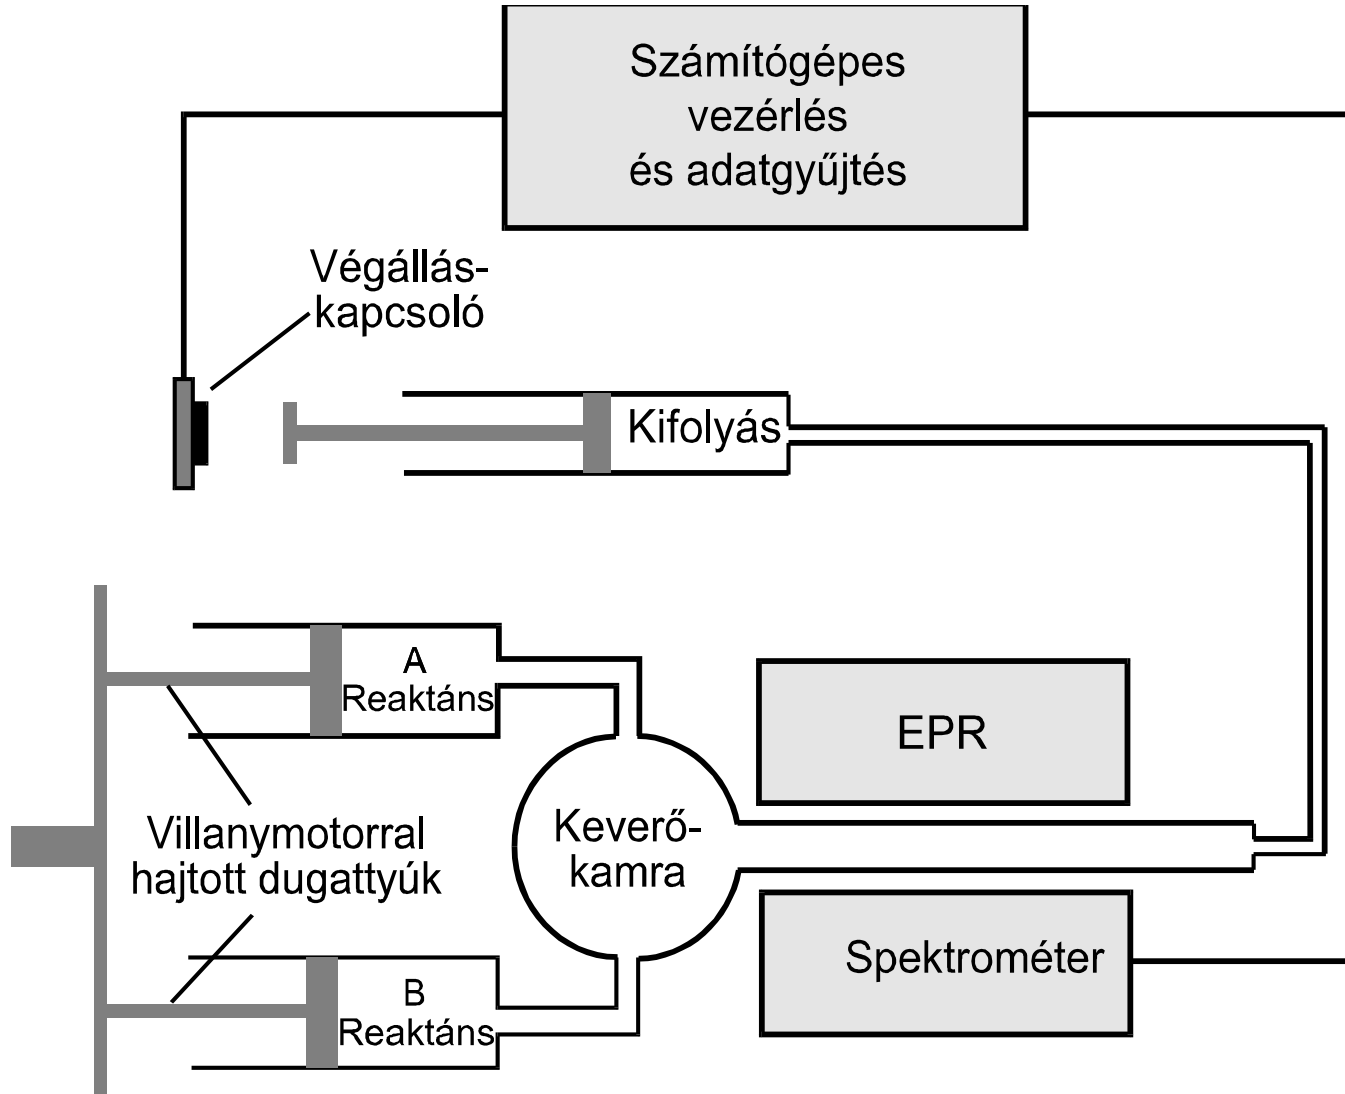 Számítógépes
vezérlés
és adatgyűjtés
Végállás-
kapcsoló
Kifolyás
A
Reaktáns
EPR
Keverő-
kamra
Villanymotorral
hajtott dugattyúk
Spektrométer
B
Reaktáns